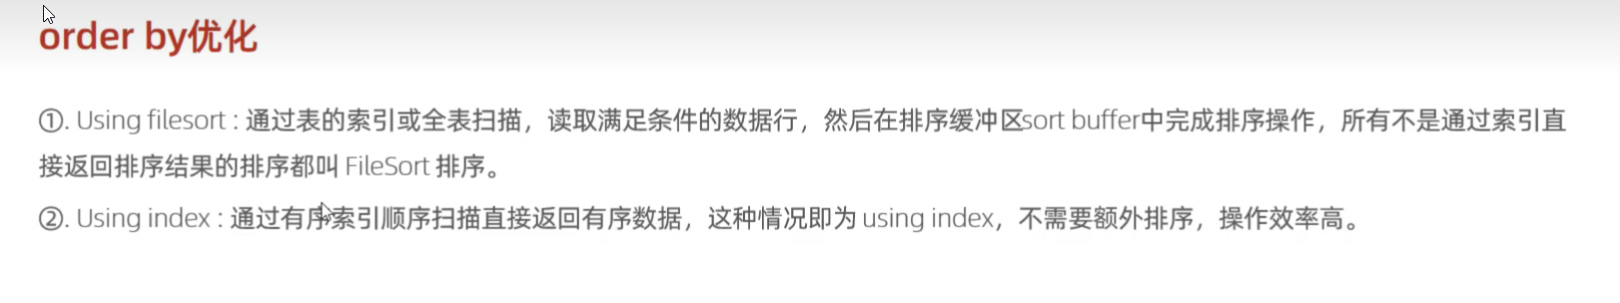 order by优化
①. Using filesort : 通过表的索引或全表扫描，读取满足条件的数据行，然后在排序缓冲区sort buffer中完成排序操作，所有不是通过索引直
接返回排序结果的排序都叫 FileSort 排序。
②. Using index : 通过有序索引顺序扫描直接返回有序数据，这种情况即为 using index，不需要额外排序，操作效率高。